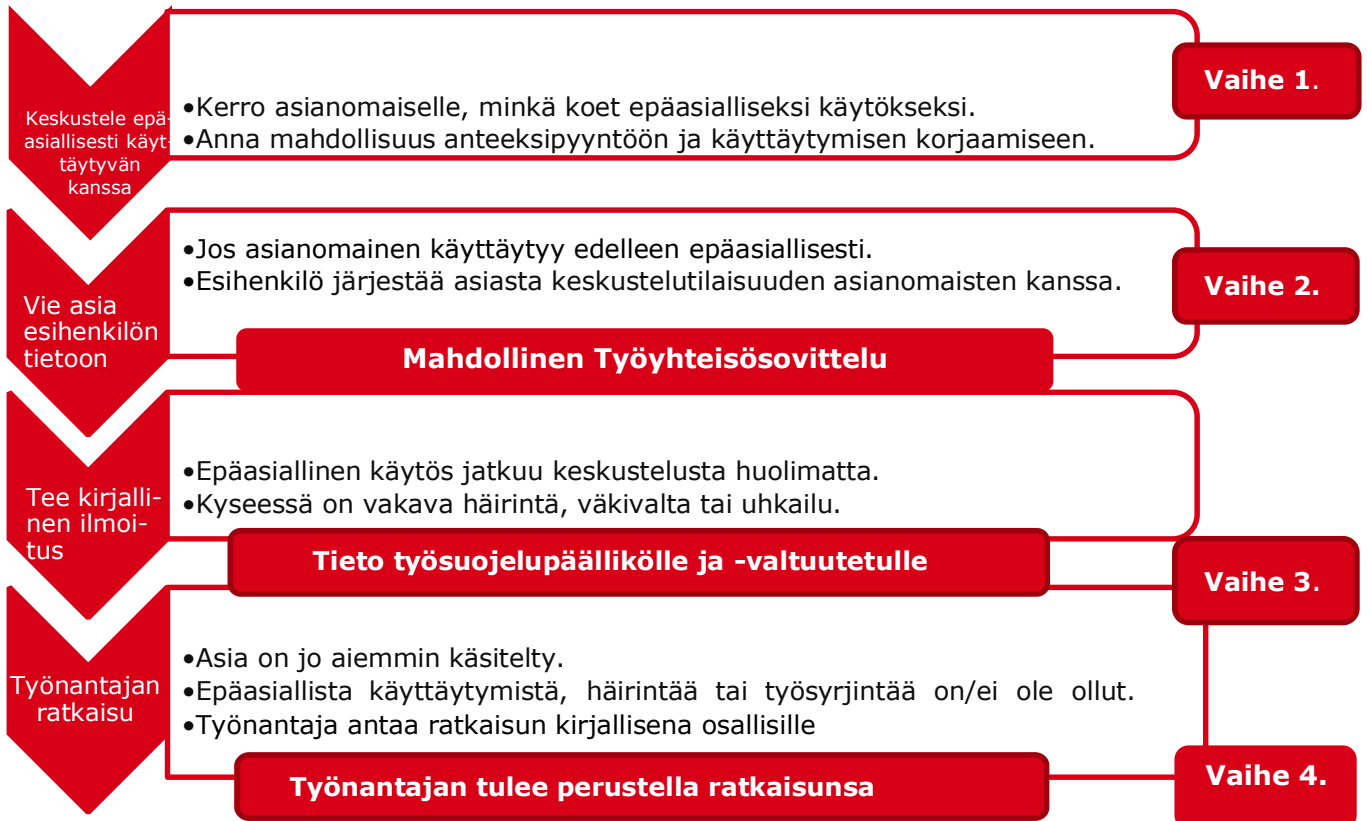 Keskustele epä-
asiallisesti käyt-
täytyvän
kanssa
•Kerro asianomaiselle, minkä koet epäasialliseksi käytökseksi.
•Anna mahdollisuus anteeksipyyntöön ja käyttäytymisen korjaamiseen.
Vaihe 1.
Vie asia
esihenkilön
tietoon
•Jos asianomainen käyttäytyy edelleen epäasiallisesti.
•Esihenkilö järjestää asiasta keskustelutilaisuuden asianomaisten kanssa.
Vaihe 2.
Mahdollinen Työyhteisösovittelu
Tee kirjalli-
nen ilmoi-
tus
•Epäasiallinen käytös jatkuu keskustelusta huolimatta.
•Kyseessä on vakava häirintä, väkivalta tai uhkailu.
Tieto työsuojelupäällikölle ja -valtuutetulle
Vaihe 3.
Työnantajan
ratkaisu
•Asia on jo aiemmin käsitelty.
•Epäasiallista käyttäytymistä, häirintää tai työsyrjintää on/ei ole ollut.
•Työnantaja antaa ratkaisun kirjallisena osallisille
Työnantajan tulee perustella ratkaisunsa
Vaihe 4.